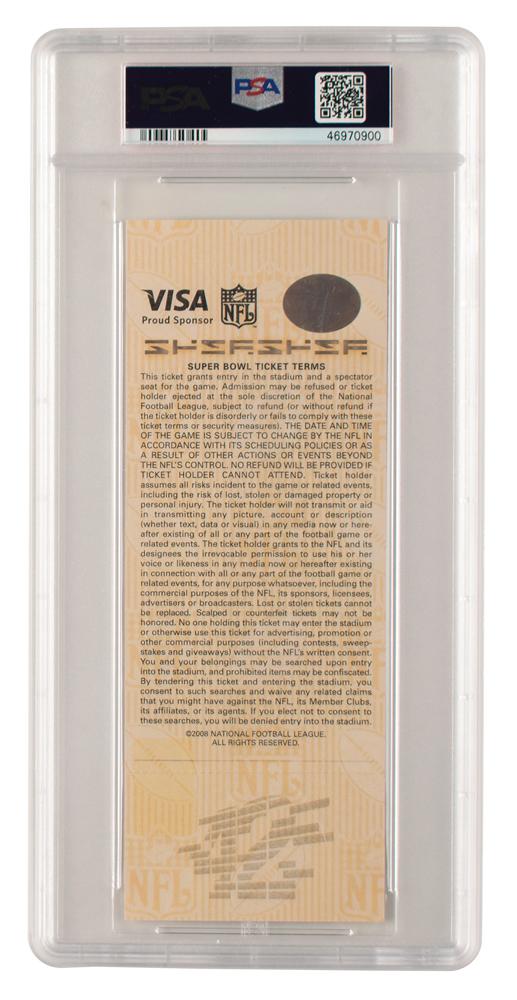 PSA
PSA
46970900
VISA
Proud Sponsor
NFL
SUPER BOWL TICKET TERMS
This ticket grants entry in the stadium and a spectator
seat for the game. Admission may be refused or ticket
holder ejected at the sole discretion of the National
Football League, subject to refund (or without refund if
the ticket holder is disorderly or fails to comply with these
ticket terms or security measures). THE DATE AND TIME
OF THE GAME IS SUBJECT TO CHANGE BY THE NFL IN
ACCORDANCE WITH ITS SCHEDULING POLICIES OR AS
A RESULT OF OTHER ACTIONS OR EVENTS BEYOND
THE NFL'S CONTROL. NO REFUND WILL BE PROVIDED IF
TICKET HOLDER CANNOT ATTEND. Ticket holder
assumes all risks incident to the game or related events,
including the risk of lost, stolen or damaged property or
personal injury. The ticket holder will not transmit or aid
in transmitting any picture, account or description
(whether text, data or visual) in any media now or here-
after existing of all or any part of the football game or
related events. The ticket holder grants to the NFL and its
designees the irrevocable permission to use his or her
voice or likeness in any media now or hereafter existing
in connection with all or any part of the football game or
related events, for any purpose whatsoever, including the
commercial purposes of the NFL, its sponsors, licensees,
advertisers or broadcasters. Lost or stolen tickets cannot
be replaced. Scalped or counterfeit tickets may not be
honored. No one holding this ticket may enter the stadium
or otherwise use this ticket for advertising, promotion or
other commercial purposes (including contests, sweep-
stakes and giveaways) without the NFL's written consent.
You and your belongings may be searched upon entry
into the stadium, and prohibited items may be confiscated.
By tendering this ticket and entering the stadium, you
consent to such searches and waive any related claims
that you might have against the NFL, its Member Clubs,
its affiliates, or its agents. If you elect not to consent to
these searches, you will be denied entry into the stadium.
©2008 NATIONAL FOOTBALL LEAGUE.
ALL RIGHTS RESERVED.
NFL
NFL
NF